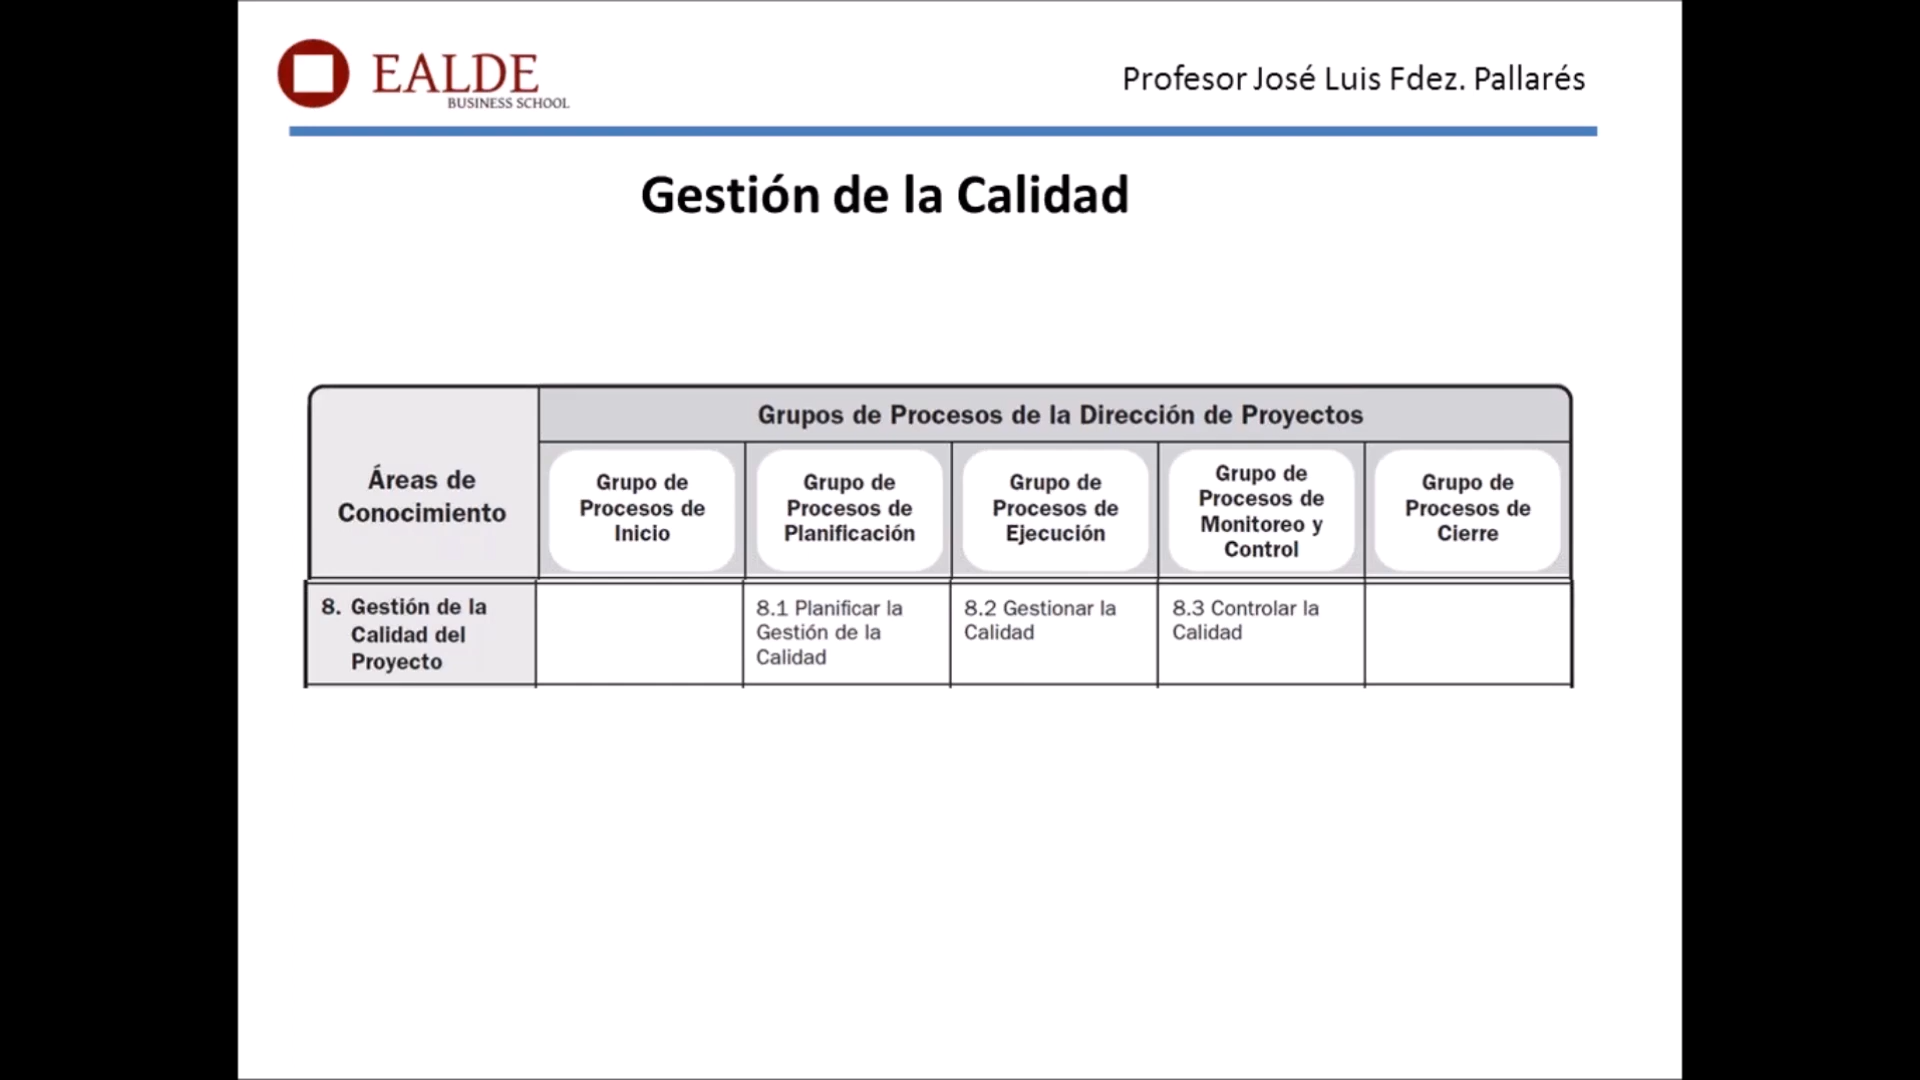 EALDE
BUSINESS SCHOOL
Profesor José Luis Fdez. Pallarés
Gestión de la Calidad
Áreas de
Conocimiento
Grupos de Procesos de la Dirección de Proyectos
Grupo de
Procesos de
Inicio
Grupo de
Procesos de
Planificación
Grupo de
Procesos de
Ejecución
Grupo de
Procesos de
Monitoreo y
Control
Grupo de
Procesos de
Cierre
8. Gestión de la
Calidad del
Proyecto
8.1 Planificar la
Gestión de la
Calidad
8.2 Gestionar la
Calidad
8.3 Controlar la
Calidad